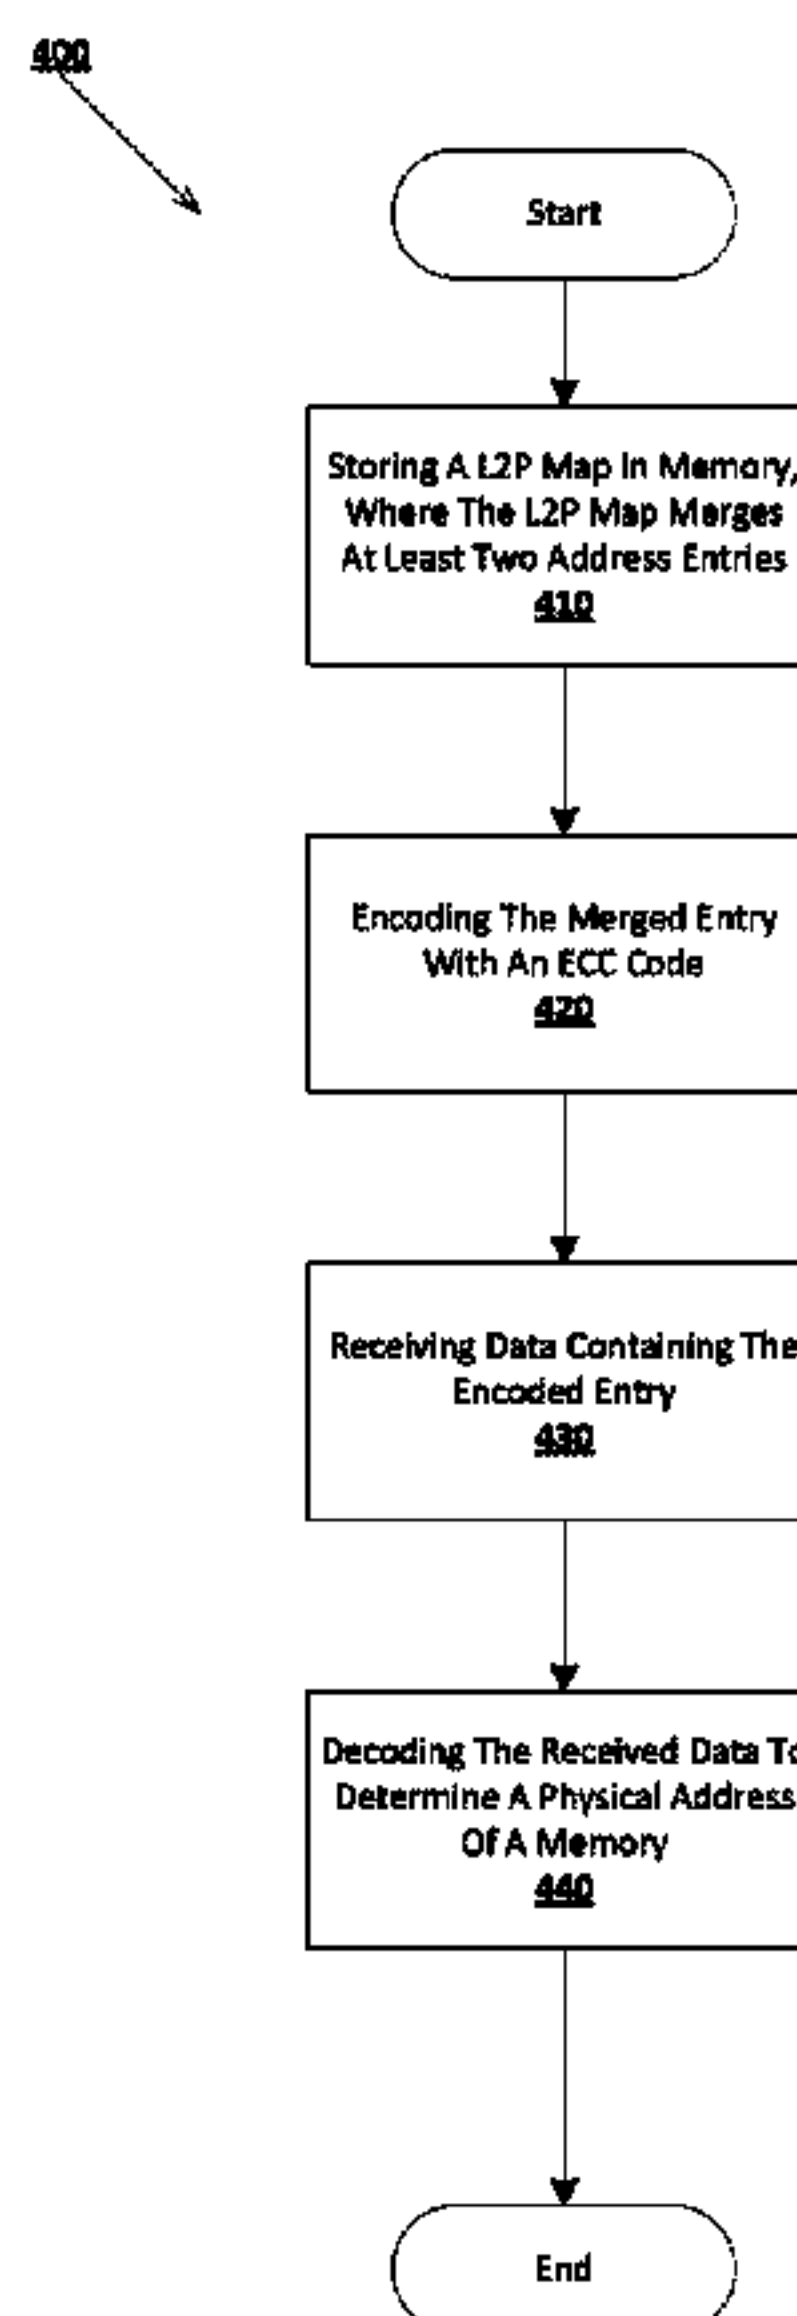 400
Start
Storing A L2P Map In Memory,
Where The L2P Map Merges
At Least Two Address Entries
410
Encoding The Merged Entry
With An ECC Code
420
Receiving Data Containing The
Encoded Entry
430
Decoding The Received Data To
Determine A Physical Address
Of A Memory
440
End